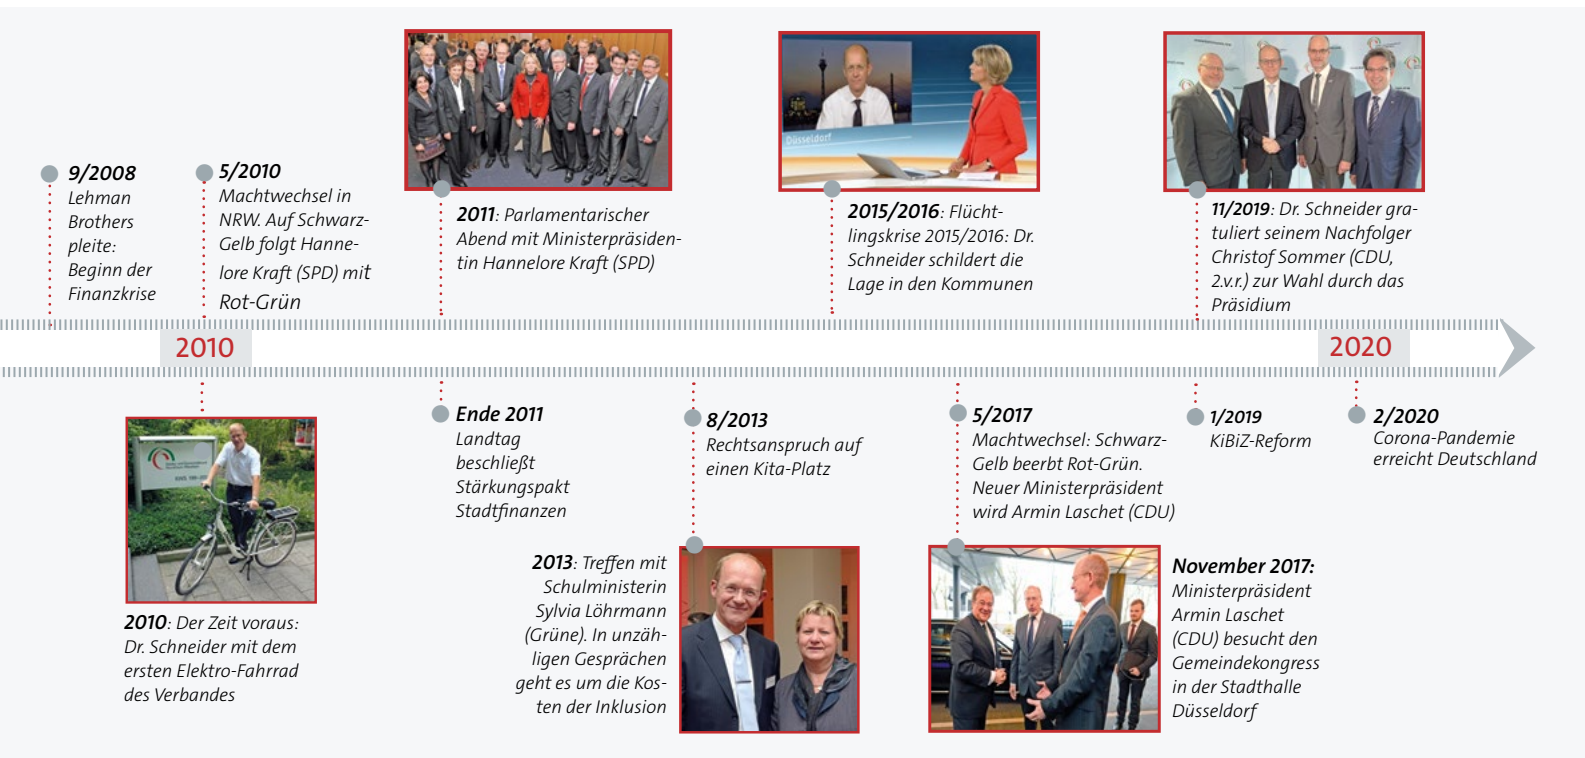 9/2008
Lehman
Brothers
pleite:
Beginn der
Finanzkrise
5/2010
Machtwechsel in
NRW. Auf Schwarz-
Gelb folgt Hanne-
lore Kraft (SPD) mit
Rot-Grün
2011: Parlamentarischer
Abend mit Ministerpräsiden-
tin Hannelore Kraft (SPD)
Düsseldorf
2015/2016: Flücht-
lingskrise 2015/2016: Dr.
Schneider schildert die
Lage in den Kommunen
11/2019: Dr. Schneider gra-
tuliert seinem Nachfolger
Christof Sommer (CDU,
2.v.r.) zur Wahl durch das
Präsidium
2010
2020
2010: Der Zeit voraus:
Dr. Schneider mit dem
ersten Elektro-Fahrrad
des Verbandes
Ende 2011
Landtag
beschließt
Stärkungspakt
Stadtfinanzen
8/2013
Rechtsanspruch auf
einen Kita-Platz
2013: Treffen mit
Schulministerin
Sylvia Löhrmann
(Grüne). In unzäh-
ligen Gesprächen
geht es um die Kos-
ten der Inklusion
5/2017
Machtwechsel: Schwarz-
Gelb beerbt Rot-Grün.
Neuer Ministerpräsident
wird Armin Laschet (CDU)
November 2017:
Ministerpräsident
Armin Laschet
(CDU) besucht den
Gemeindekongress
in der Stadthalle
Düsseldorf
1/2019
KiBiZ-Reform
2/2020
Corona-Pandemie
erreicht Deutschland